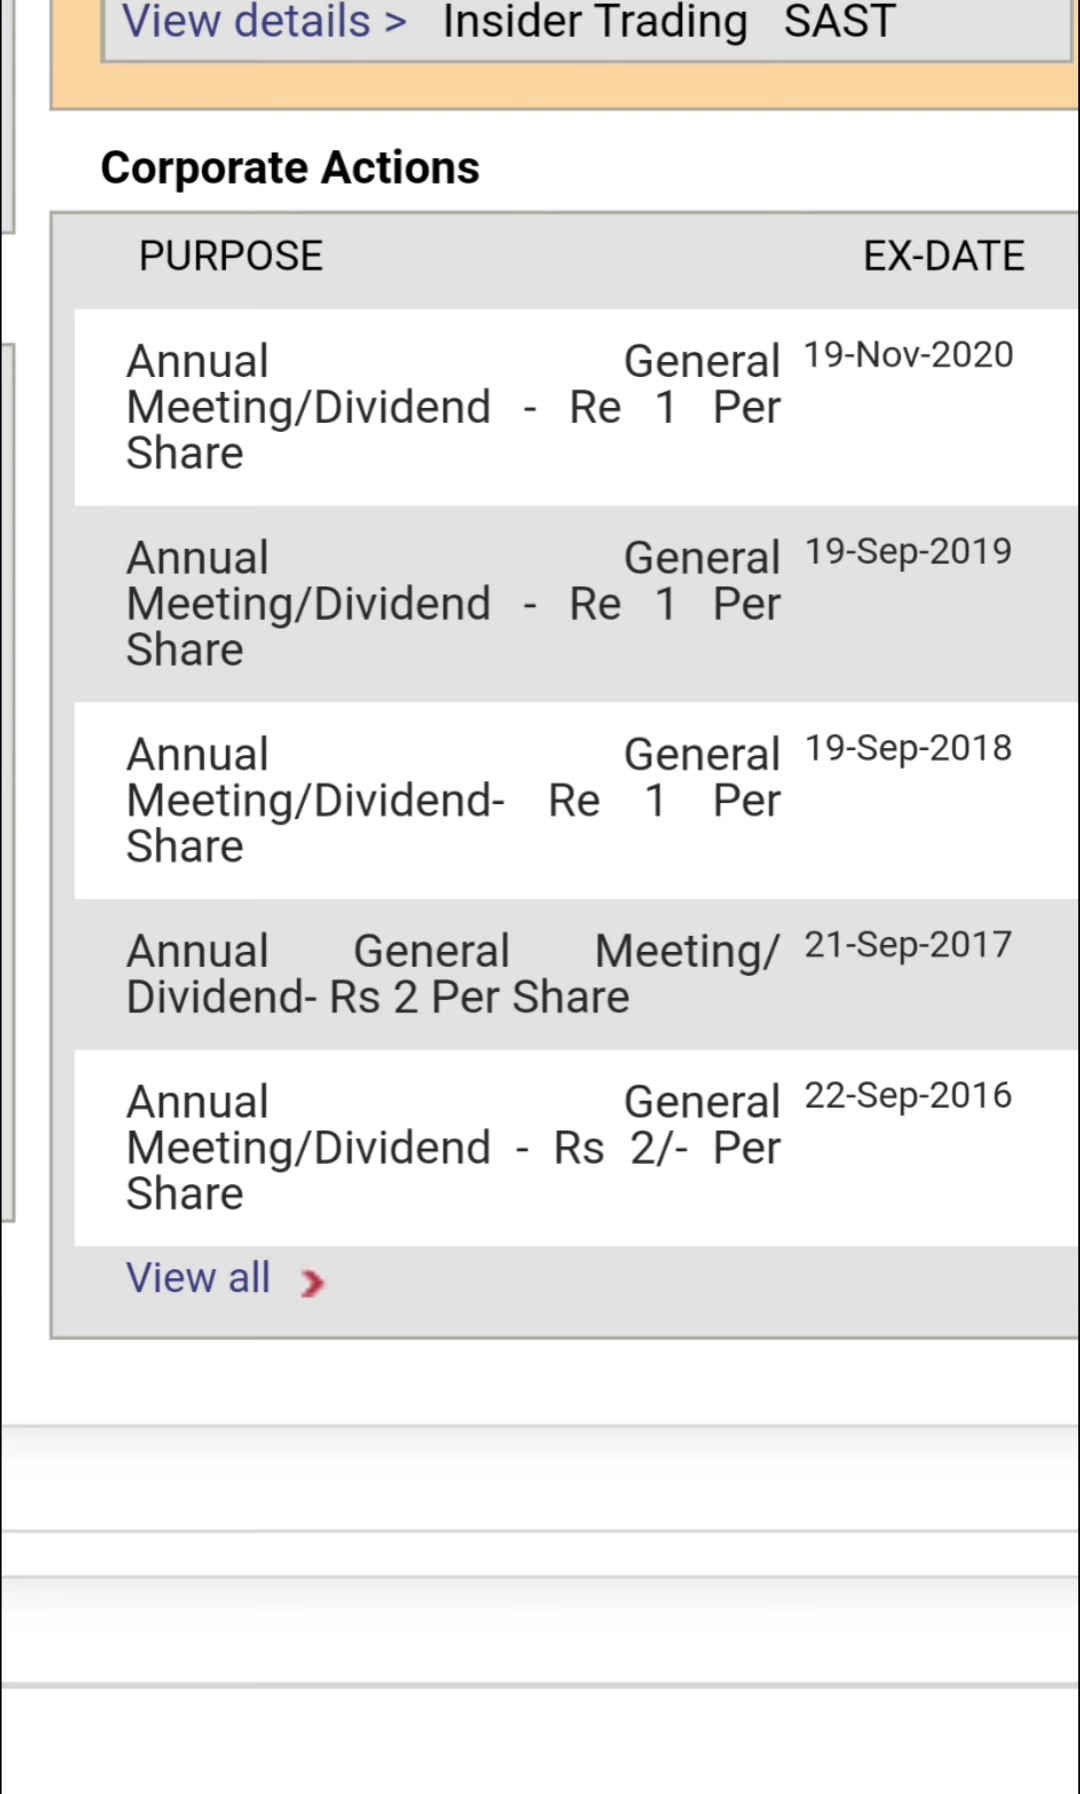 View details > Insider Trading SAST
Corporate Actions
PURPOSE EX-DATE
Annual General 19-Nov-2020
Meeting/Dividend - Re 1 Per
Share
Annual General 19-Sep-2019
Meeting/Dividend - Re 1 Per
Share
Annual General 19-Sep-2018
Meeting/Dividend- Re 1 Per
Share
Annual General Meeting/ 21-Sep-2017
Dividend- Rs 2 Per Share
Annual General 22-Sep-2016
Meeting/Dividend - Rs 2/- Per
Share
View all